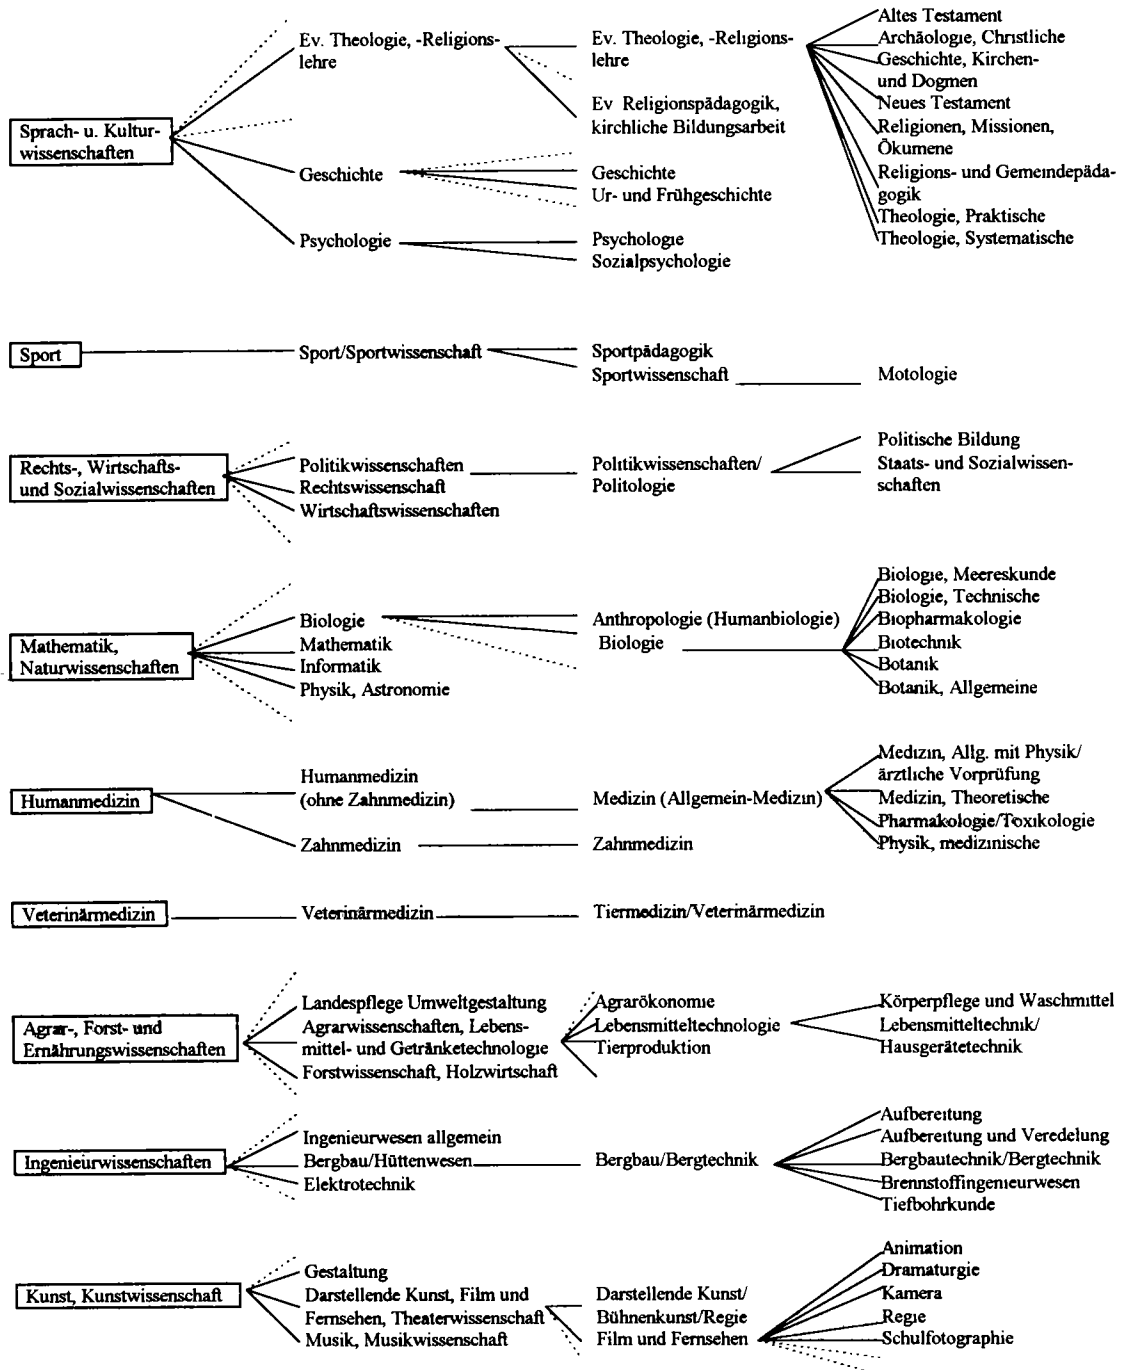 Sprach- u. Kultur-
wissenschaften
Ev. Theologie, -Religions-
lehre
Geschichte
Psychologie
Ev. Theologie, -Religions-
lehre
Ev Religionspädagogik,
kirchliche Bildungsarbeit
Geschichte
Ur- und Frühgeschichte
Psychologie
Sozialpsychologie
Altes Testament
Archäologie, Christliche
Geschichte, Kirchen-
und Dogmen
Neues Testament
Religionen, Missionen,
Ökumene
Religions- und Gemeindepäda-
gogik
Theologie, Praktische
Theologie, Systematische
Sport
Sport/Sportwissenschaft
Sportpädagogik
Sportwissenschaft
Motologie
Rechts-, Wirtschafts-
und Sozialwissenschaften
Politikwissenschaften
Rechtswissenschaft
Wirtschaftswissenschaften
Politikwissenschaften/
Politologie
Politische Bildung
Staats- und Sozialwissen-
schaften
Mathematik,
Naturwissenschaften
Biologie
Mathematik
Informatik
Physik, Astronomie
Anthropologie (Humanbiologie)
Biologie
Biologie, Meereskunde
Biologie, Technische
Biopharmakologie
Biotechnik
Botanik
Botanik, Allgemeine
Humanmedizin
Humanmedizin
(ohne Zahnmedizin)
Zahnmedizin
Medizin (Allgemein-Medizin)
Zahnmedizin
Medizin, Allg. mit Physik/
ärztliche Vorprüfung
Medizin, Theoretische
Pharmakologie/Toxikologie
Physik, medizinische
Veterinärmedizin
Veterinärmedizin
Tiermedizin/Veterinärmedizin
Agrar-, Forst- und
Ernährungswissenschaften
Landespflege Umweltgestaltung
Agrarwissenschaften, Lebens-
mittel- und Getränketechnologie
Forstwissenschaft, Holzwirtschaft
Agrarökonomie
Lebensmitteltechnologie
Tierproduktion
Körperpflege und Waschmittel
Lebensmitteltechnik/
Hausgerätetechnik
Ingenieurwissenschaften
Ingenieurwesen allgemein
Bergbau/Hüttenwesen
Elektrotechnik
Bergbau/Bergtechnik
Aufbereitung
Aufbereitung und Veredelung
Bergbautechnik/Bergtechnik
Brennstoffingenieurwesen
Tiefbohrkunde
Kunst, Kunstwissenschaft
Gestaltung
Darstellende Kunst, Film und
Fernsehen, Theaterwissenschaft
Musik, Musikwissenschaft
Darstellende Kunst/
Bühnenkunst/Regie
Film und Fernsehen
Animation
Dramaturgie
Kamera
Regie
Schulfotographie